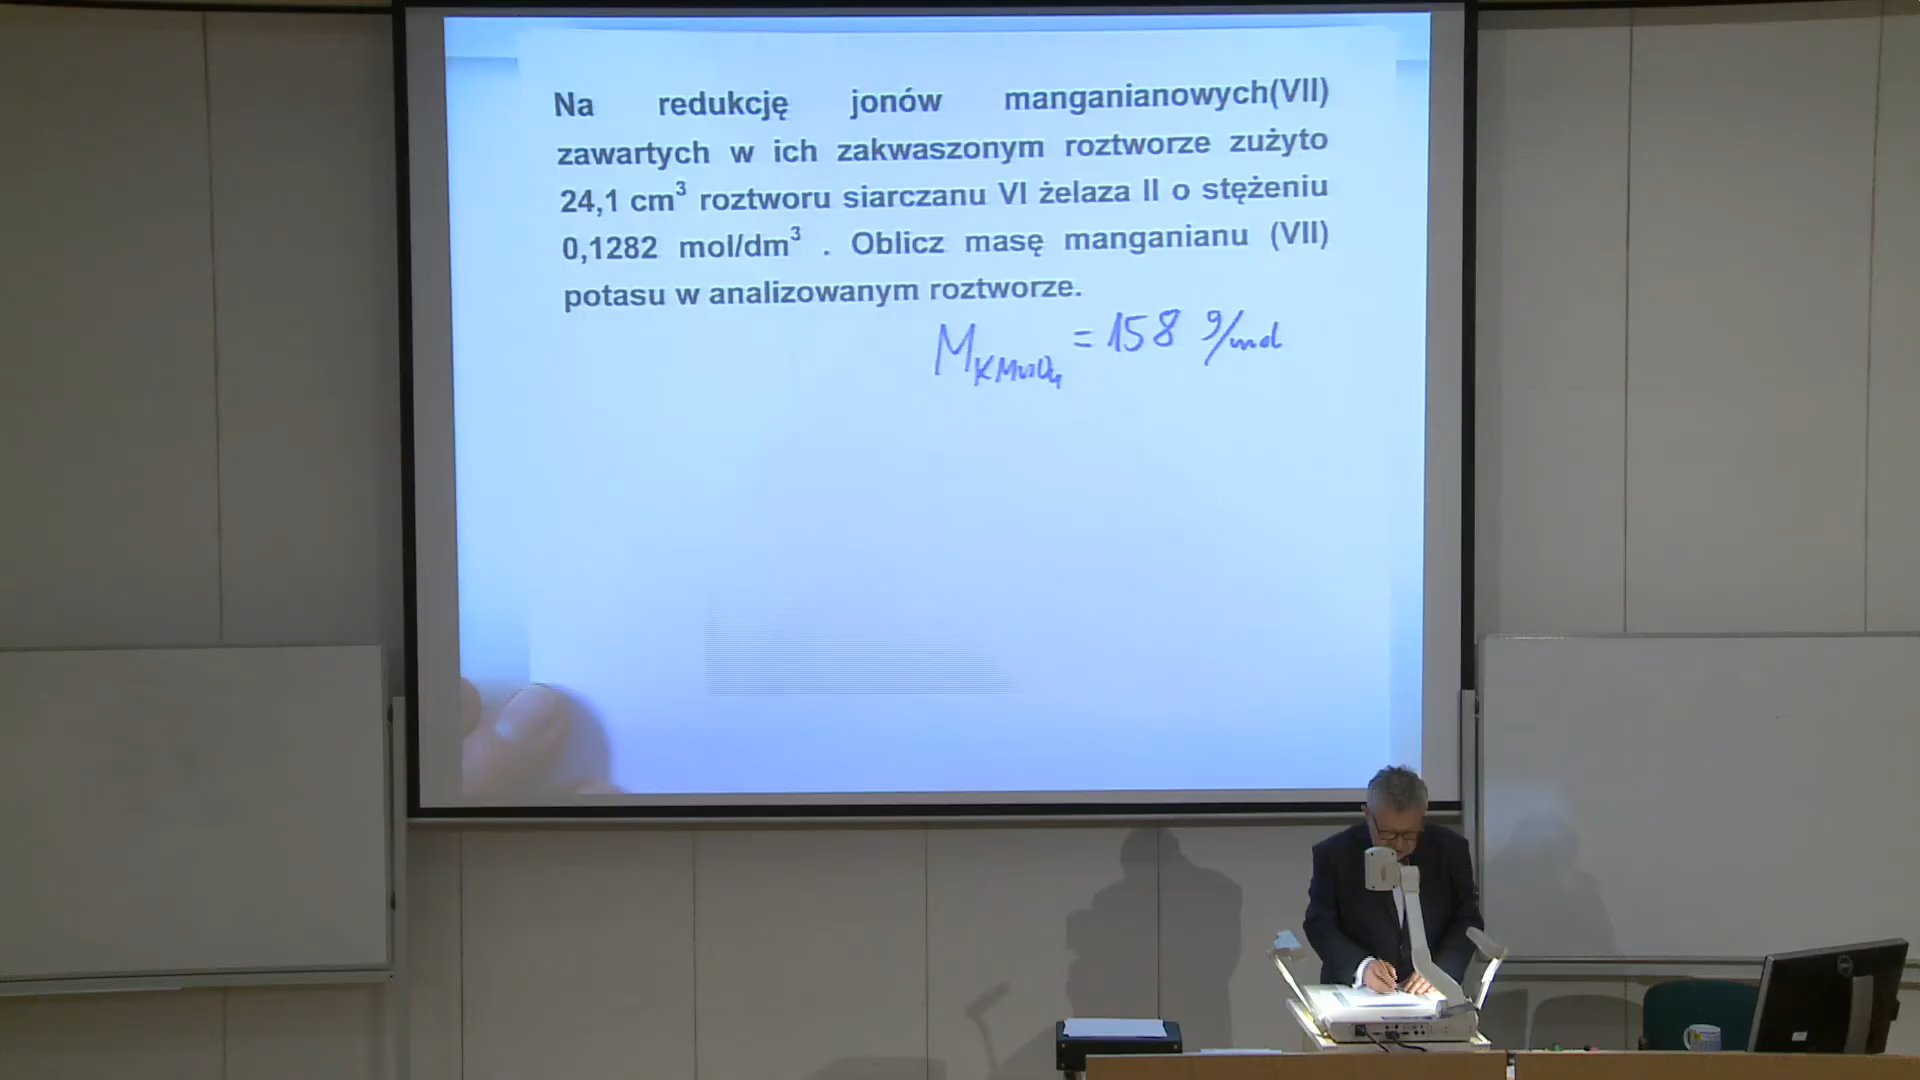 Na redukcję jonów manganianowych(VII)
zawartych w ich zakwaszonym roztworze zużyto
24,1 cm³ roztworu siarczanu VI żelaza II o stężeniu
0,1282 mol/dm³ . Oblicz masę manganianu (VII)
potasu w analizowanym roztworze.
M KMnO₄ = 158 g/mol